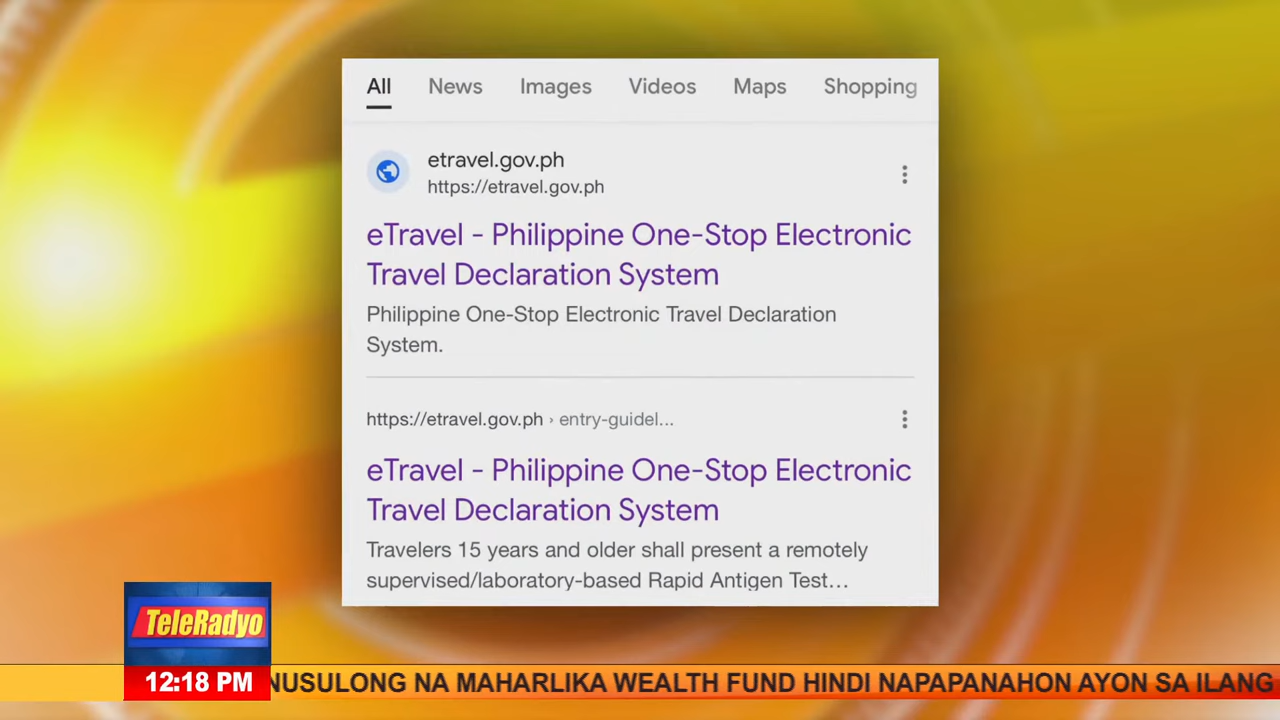 All News Images Videos Maps Shopping
etravel.gov.ph
https://etravel.gov.ph
eTravel - Philippine One-Stop Electronic
Travel Declaration System
Philippine One-Stop Electronic Travel Declaration
System.
https://etravel.gov.ph › entry-guidel...
eTravel - Philippine One-Stop Electronic
Travel Declaration System
Travelers 15 years and older shall present a remotely
supervised/laboratory-based Rapid Antigen Test...
TeleRadyo
12:18 PM NUSULONG NA MAHARLIKA WEALTH FUND HINDI NAPAPANAHON AYON SA ILANG